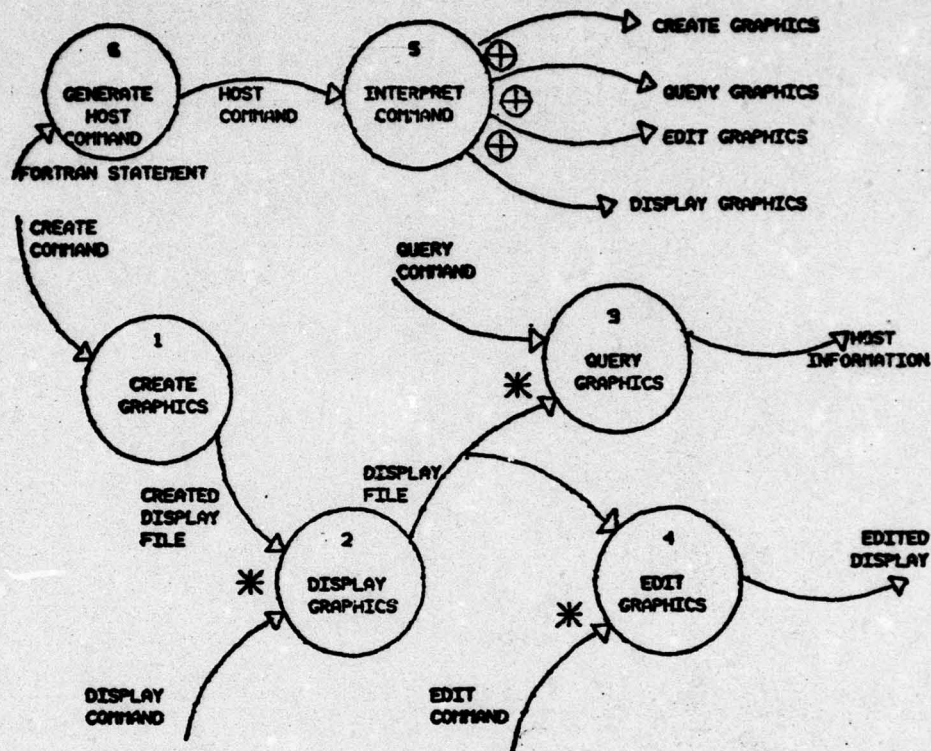 6
GENERATE
HOST
COMMAND
FORTRAN STATEMENT
HOST
COMMAND
5
INTERPRET
COMMAND
CREATE GRAPHICS
QUERY GRAPHICS
EDIT GRAPHICS
DISPLAY GRAPHICS
CREATE
COMMAND
QUERY
COMMAND
1
CREATE
GRAPHICS
3
QUERY
GRAPHICS
HOST
INFORMATION
CREATED
DISPLAY
FILE
DISPLAY
FILE
2
DISPLAY
GRAPHICS
4
EDIT
GRAPHICS
EDITED
DISPLAY
DISPLAY
COMMAND
EDIT
COMMAND